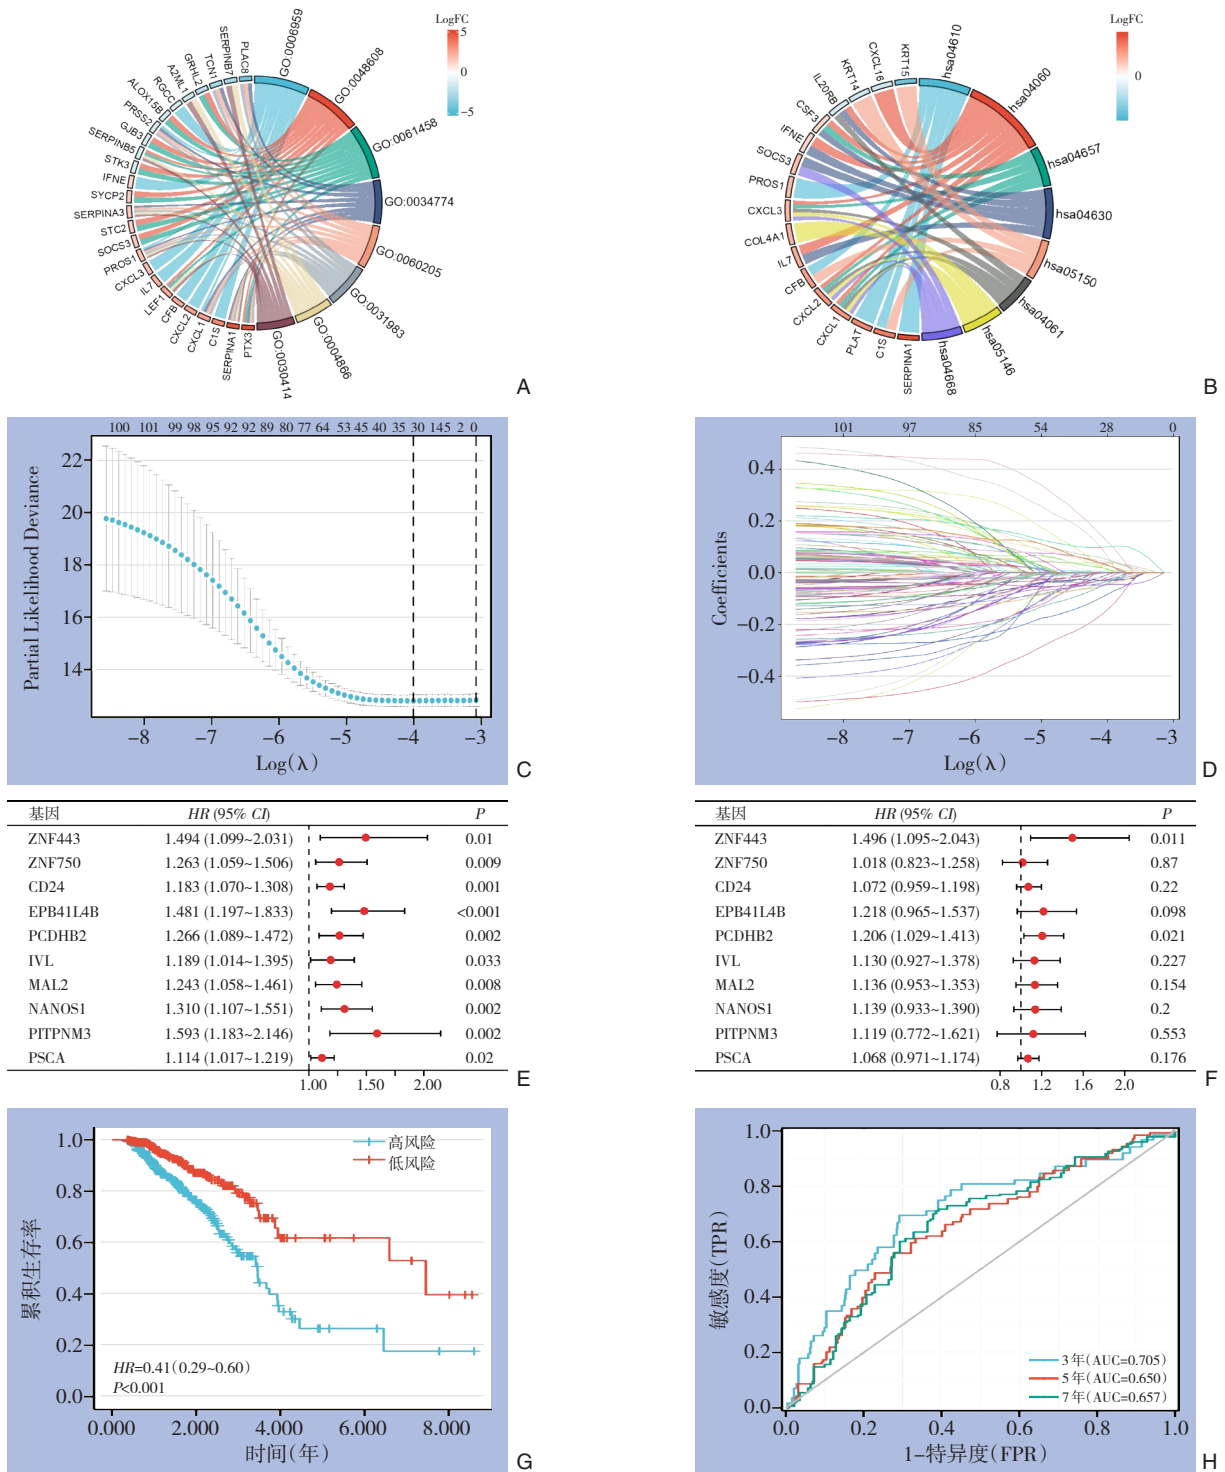 LogFC
5
0
−5
GO:0006959
GO:0048608
GO:0061458
GO:0034774
GO:0060205
GO:0031983
GO:0004866
GO:0030414
PLAC8
SERPINB7
TCN1
GRHL2
A2ML1
RGCC
ALOX15B
PRSS2
GJB3
SERPINB5
STK3
IFNE
SYCP2
SERPINA3
STC2
SOCS3
PROS1
CXCL3
IL7
LEF1
CFB
CXCL2
CXCL1
C1S
SERPINA1
PTX3
A
LogFC
0
hsa04610
hsa04060
hsa04657
hsa04630
hsa05150
hsa04061
hsa05146
hsa04668
KRT15
CXCL16
KRT14
IL20RB
CSF3
IFNE
SOCS3
PROS1
CXCL3
COL4A1
IL7
CFB
CXCL2
CXCL1
PLAT
C1S
SERPINA1
B
100 101 99 98 95 92 92 89 80 77 64 53 45 40 35 30 145 2 0
22
20
18
16
14
Partial Likelihood Deviance
−8 −7 −6 −5 −4 −3
Log(λ)
C
101 97 85 54 28 0
0.4
0.2
0.0
−0.2
−0.4
Coefficients
−8 −7 −6 −5 −4 −3
Log(λ)
D
基因 HR (95% CI) P
ZNF443 1.494 (1.099~2.031) 0.01
ZNF750 1.263 (1.059~1.506) 0.009
CD24 1.183 (1.070~1.308) 0.001
EPB41L4B 1.481 (1.197~1.833) <0.001
PCDHB2 1.266 (1.089~1.472) 0.002
IVL 1.189 (1.014~1.395) 0.033
MAL2 1.243 (1.058~1.461) 0.008
NANOS1 1.310 (1.107~1.551) 0.002
PITPNM3 1.593 (1.183~2.146) 0.002
PSCA 1.114 (1.017~1.219) 0.02
1.00 1.50 2.00
E
基因 HR (95% CI) P
ZNF443 1.496 (1.095~2.043) 0.011
ZNF750 1.018 (0.823~1.258) 0.87
CD24 1.072 (0.959~1.198) 0.22
EPB41L4B 1.218 (0.965~1.537) 0.098
PCDHB2 1.206 (1.029~1.413) 0.021
IVL 1.130 (0.927~1.378) 0.227
MAL2 1.136 (0.953~1.353) 0.154
NANOS1 1.139 (0.933~1.390) 0.2
PITPNM3 1.119 (0.772~1.621) 0.553
PSCA 1.068 (0.971~1.174) 0.176
0.8 1.2 1.6 2.0
F
高风险
低风险
1.0
0.8
0.6
0.4
0.2
0.0
累积生存率
HR=0.41(0.29~0.60)
P<0.001
0.000 2.000 4.000 6.000 8.000
时间(年)
G
1.0
0.8
0.6
0.4
0.2
0.0
敏感度(TPR)
3年(AUC=0.705)
5年(AUC=0.650)
7年(AUC=0.657)
0.0 0.2 0.4 0.6 0.8 1.0
1−特异度(FPR)
H